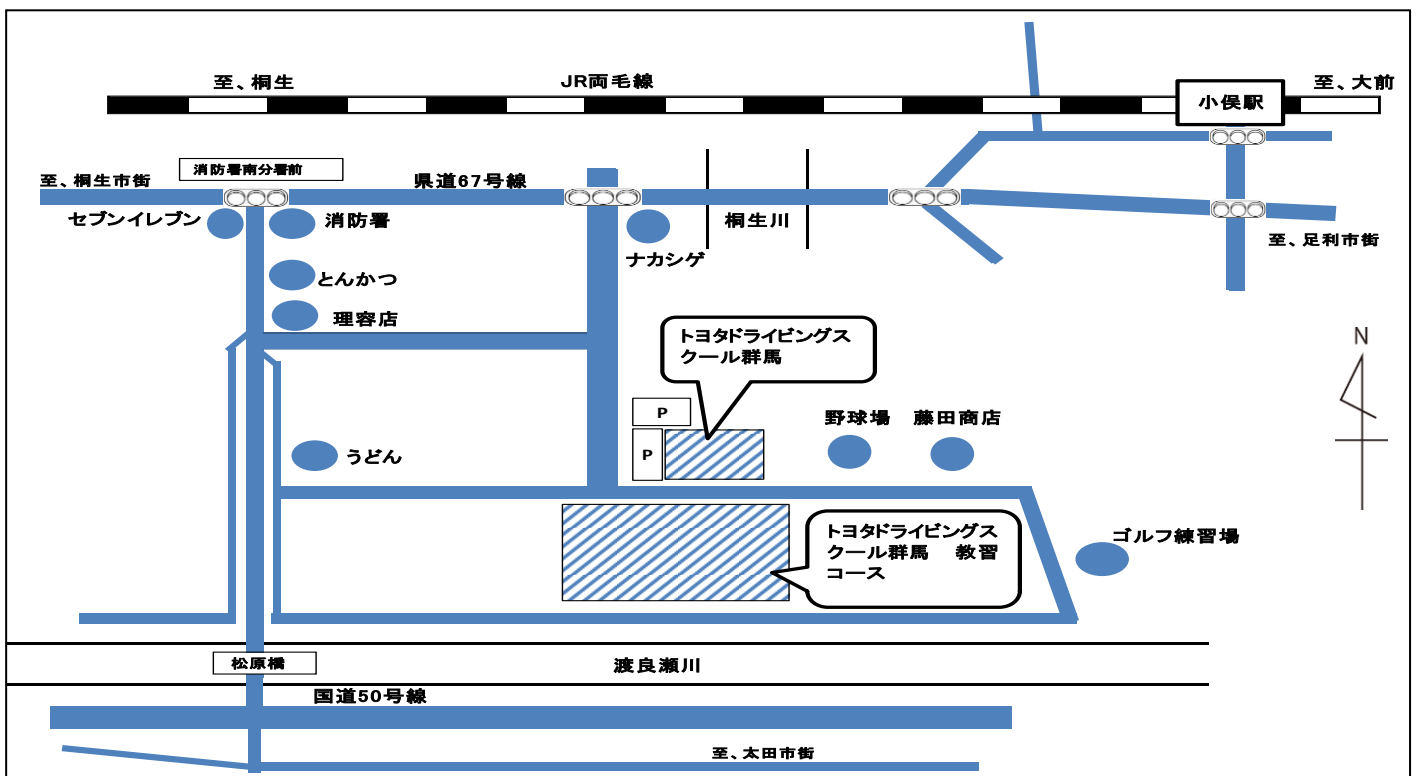 至、桐生
JR両毛線
至、大前
小俣駅
消防署南分署前
至、桐生市街
県道67号線
セブンイレブン
消防署
桐生川
ナカシゲ
至、足利市街
とんかつ
理容店
トヨタドライビングス
クール群馬
N
P
野球場
藤田商店
P
うどん
トヨタドライビングス
クール群馬　教習
コース
ゴルフ練習場
松原橋
渡良瀬川
国道50号線
至、太田市街